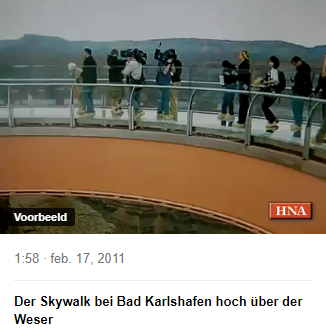 Voorbeeld
HNA
1:58 · feb. 17, 2011
Der Skywalk bei Bad Karlshafen hoch über der
Weser